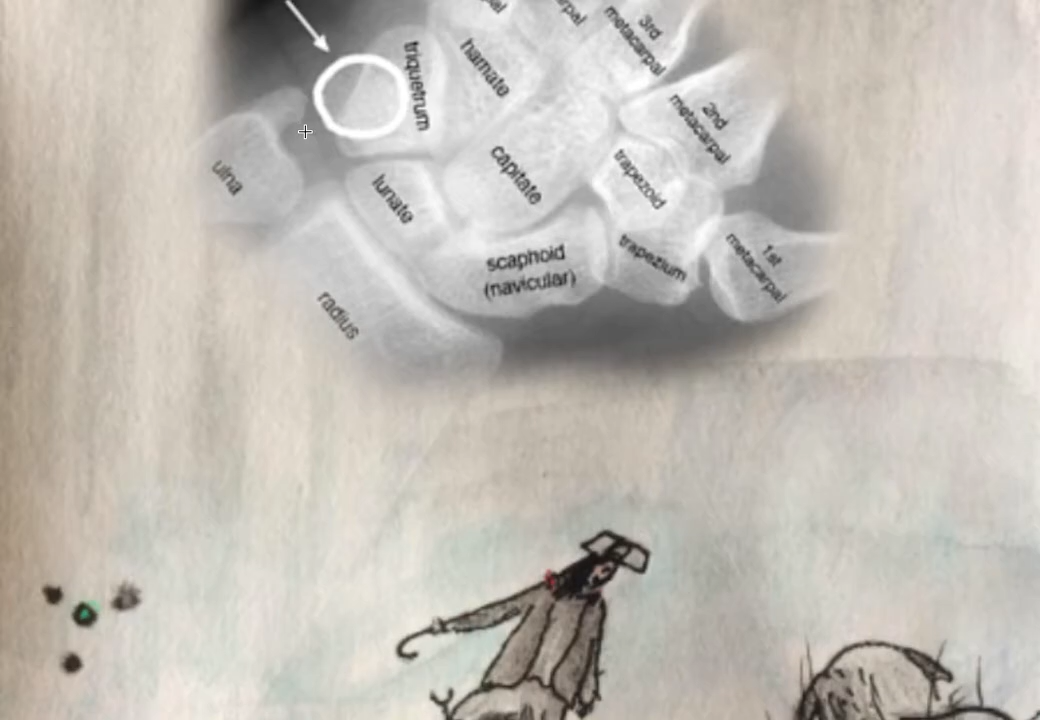 3rd
metacarpal
hamate
triquetrum
2nd
metacarpal
capitate
trapezoid
ulna
lunate
scaphoid
(navicular)
trapezium
1st
metacarpal
radius